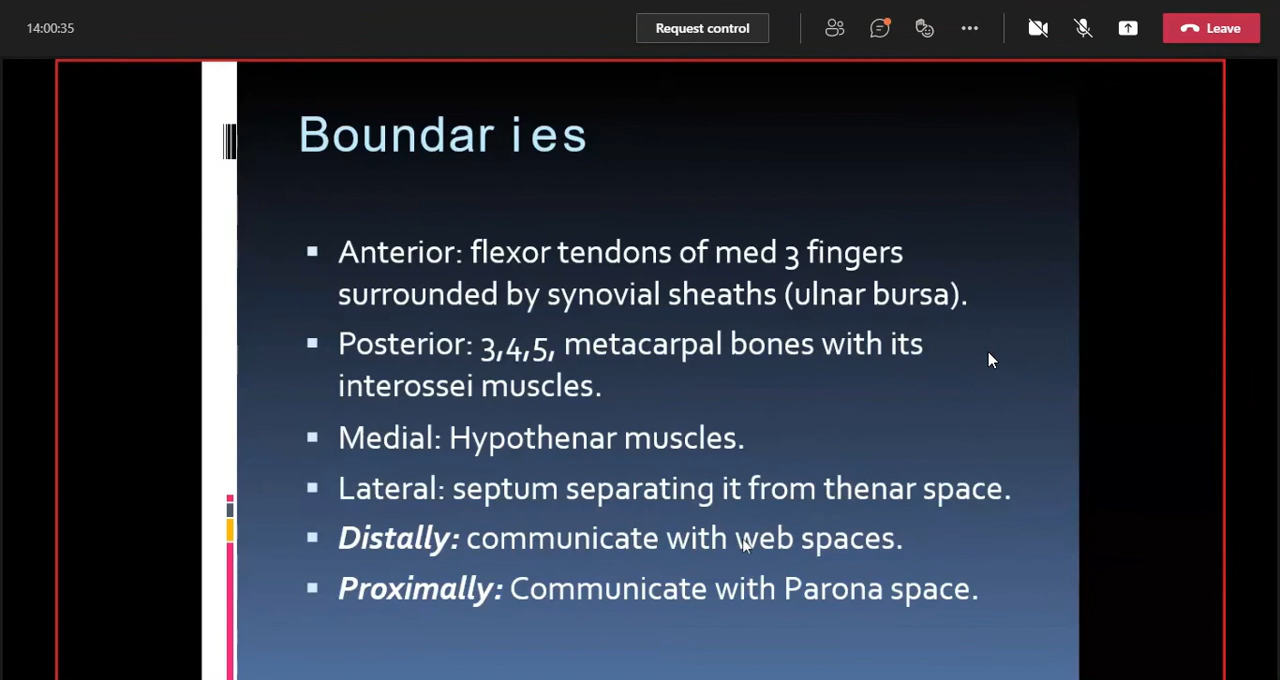 14:00:35
Request control
Leave
Boundaries
Anterior: flexor tendons of med 3 fingers
surrounded by synovial sheaths (ulnar bursa).
Posterior: 3,4,5, metacarpal bones with its
interossei muscles.
Medial: Hypothenar muscles.
Lateral: septum separating it from thenar space.
Distally: communicate with web spaces.
Proximally: Communicate with Parona space.